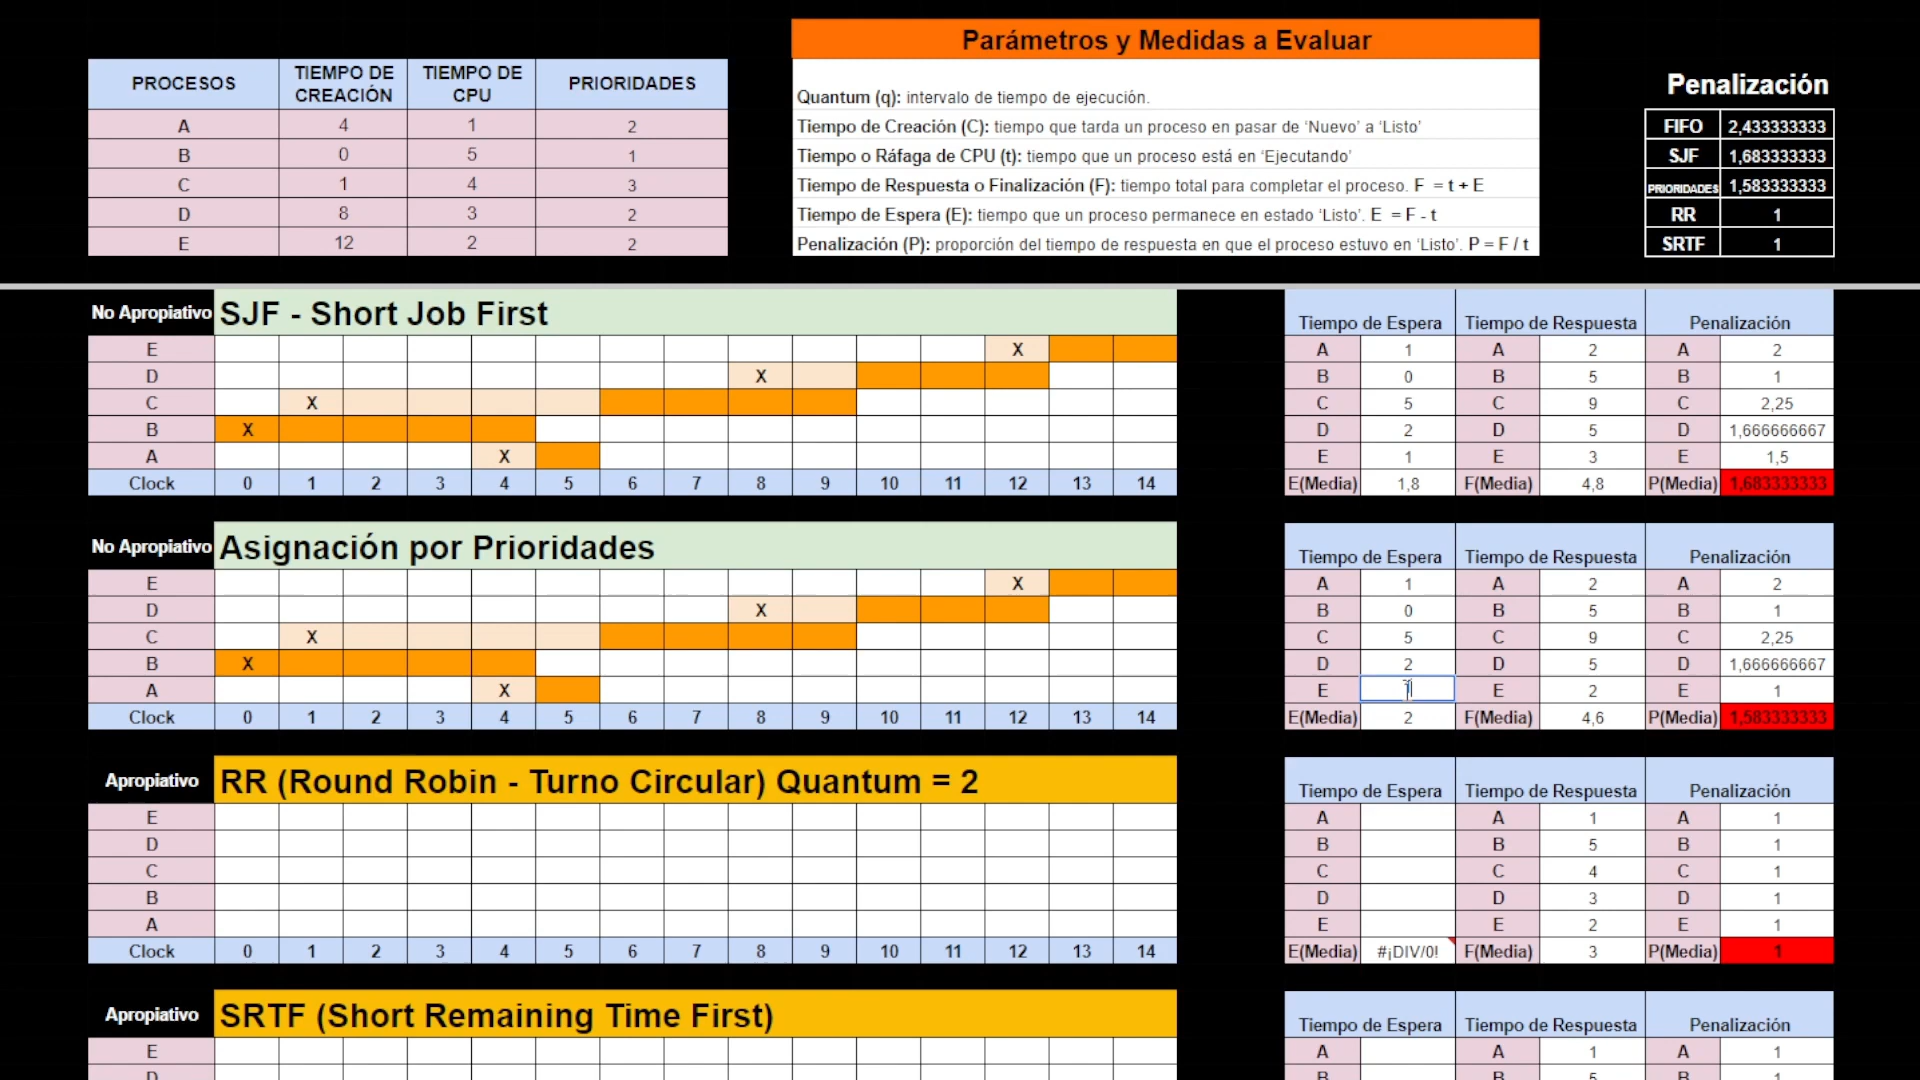 Parámetros y Medidas a Evaluar
PROCESOS TIEMPO DE CREACIÓN TIEMPO DE CPU PRIORIDADES
A 4 1 2
B 0 5 1
C 1 4 3
D 8 3 2
E 12 2 2
Quantum (q): intervalo de tiempo de ejecución.
Tiempo de Creación (C): tiempo que tarda un proceso en pasar de ‘Nuevo’ a ‘Listo’
Tiempo o Ráfaga de CPU (t): tiempo que un proceso está en ‘Ejecutando’
Tiempo de Respuesta o Finalización (F): tiempo total para completar el proceso. F = t + E
Tiempo de Espera (E): tiempo que un proceso permanece en estado ‘Listo’. E = F - t
Penalización (P): proporción del tiempo de respuesta en que el proceso estuvo en ‘Listo’. P = F / t
Penalización
FIFO 2,433333333
SJF 1,683333333
PRIORIDADES 1,583333333
RR 1
SRTF 1
No Apropiativo SJF - Short Job First
E X
D X
C X
B X
A X
Clock 0 1 2 3 4 5 6 7 8 9 10 11 12 13 14
Tiempo de Espera Tiempo de Respuesta Penalización
A 1 A 2 A 2
B 0 B 5 B 1
C 5 C 9 C 2,25
D 2 D 5 D 1,666666667
E 1 E 3 E 1,5
E(Media) 1,8 F(Media) 4,8 P(Media) 1,683333333
No Apropiativo Asignación por Prioridades
E X
D X
C X
B X
A X
Clock 0 1 2 3 4 5 6 7 8 9 10 11 12 13 14
Tiempo de Espera Tiempo de Respuesta Penalización
A 1 A 2 A 2
B 0 B 5 B 1
C 5 C 9 C 2,25
D 2 D 5 D 1,666666667
E E 2 E 1
E(Media) 2 F(Media) 4,6 P(Media) 1,583333333
Apropiativo RR (Round Robin - Turno Circular) Quantum = 2
E
D
C
B
A
Clock 0 1 2 3 4 5 6 7 8 9 10 11 12 13 14
Tiempo de Espera Tiempo de Respuesta Penalización
A A 1 A 1
B B 5 B 1
C C 4 C 1
D D 3 D 1
E E 2 E 1
E(Media) #¡DIV/0! F(Media) 3 P(Media) 1
Apropiativo SRTF (Short Remaining Time First)
E
D
Tiempo de Espera Tiempo de Respuesta Penalización
A A 1 A 1
B B 5 B 1